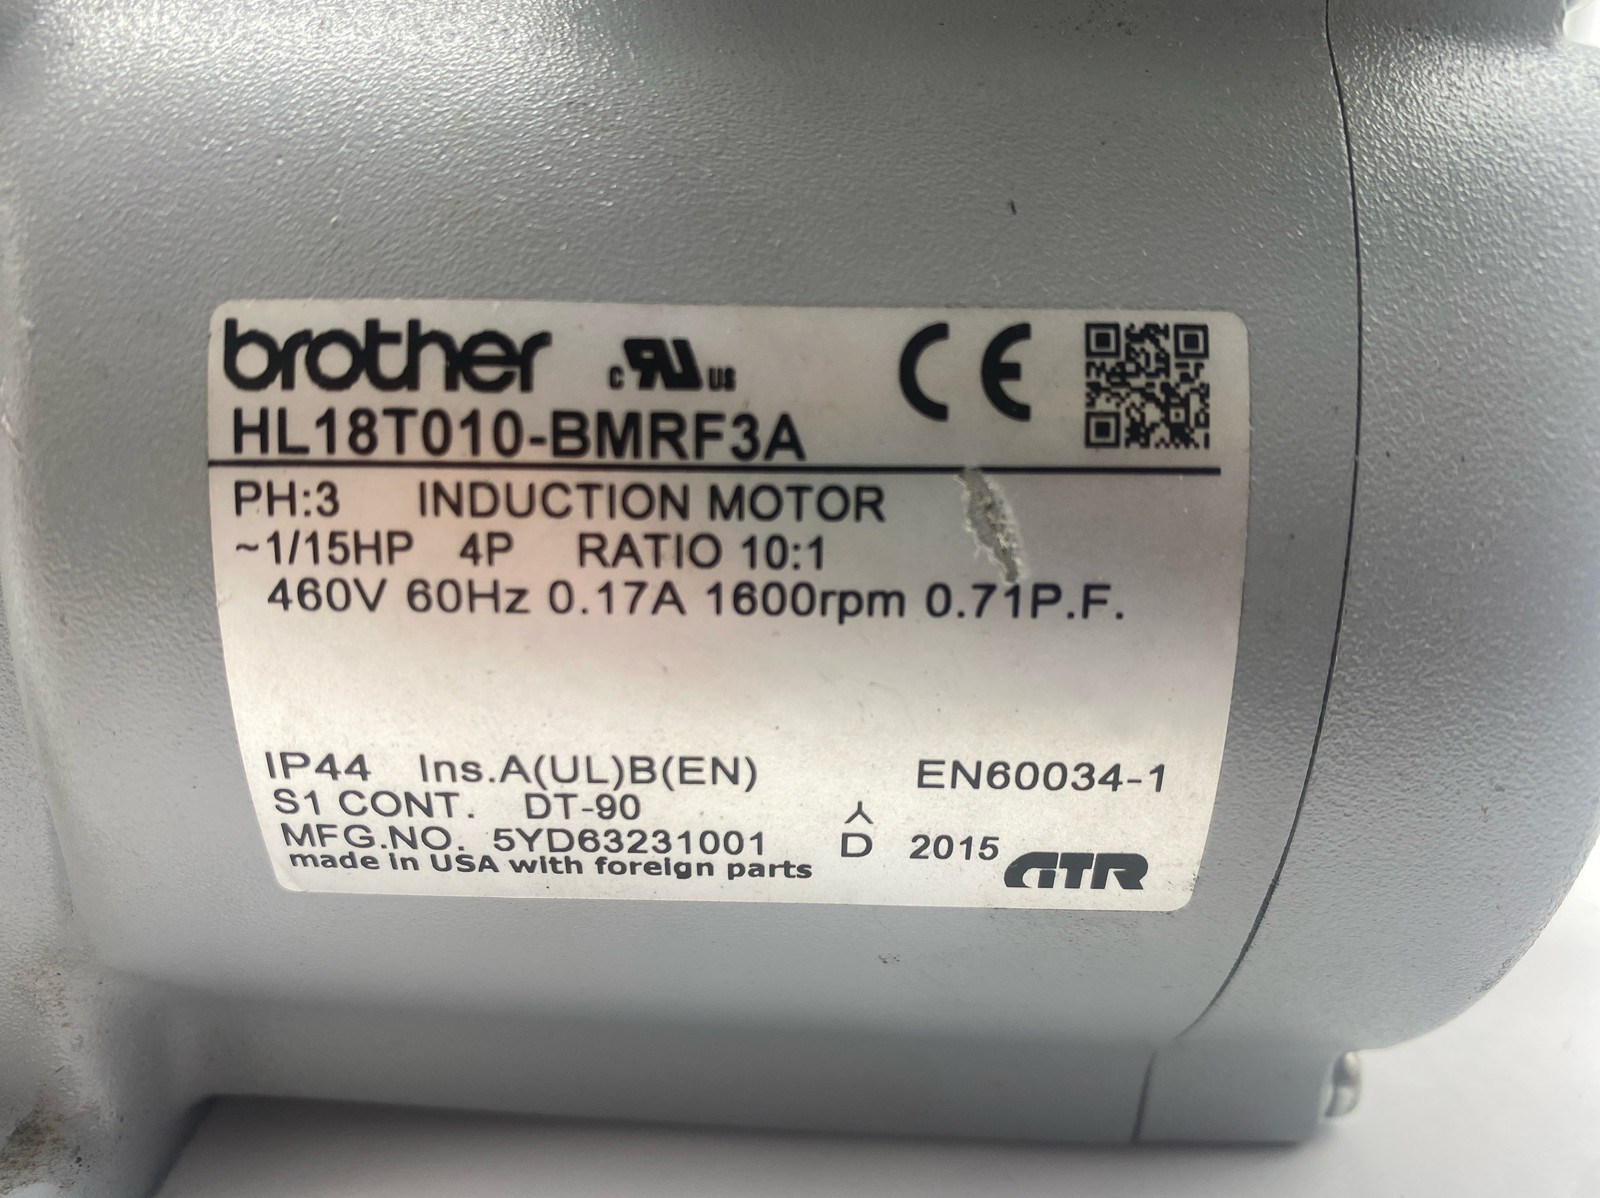 brother c RU US CE
HL18T010-BMRF3A
PH:3 INDUCTION MOTOR
~1/15HP 4P RATIO 10:1
460V 60Hz 0.17A 1600rpm 0.71P.F.
IP44 Ins.A(UL)B(EN) EN60034-1
S1 CONT. DT-90
MFG.NO. 5YD63231001 D 2015
made in USA with foreign parts GTR